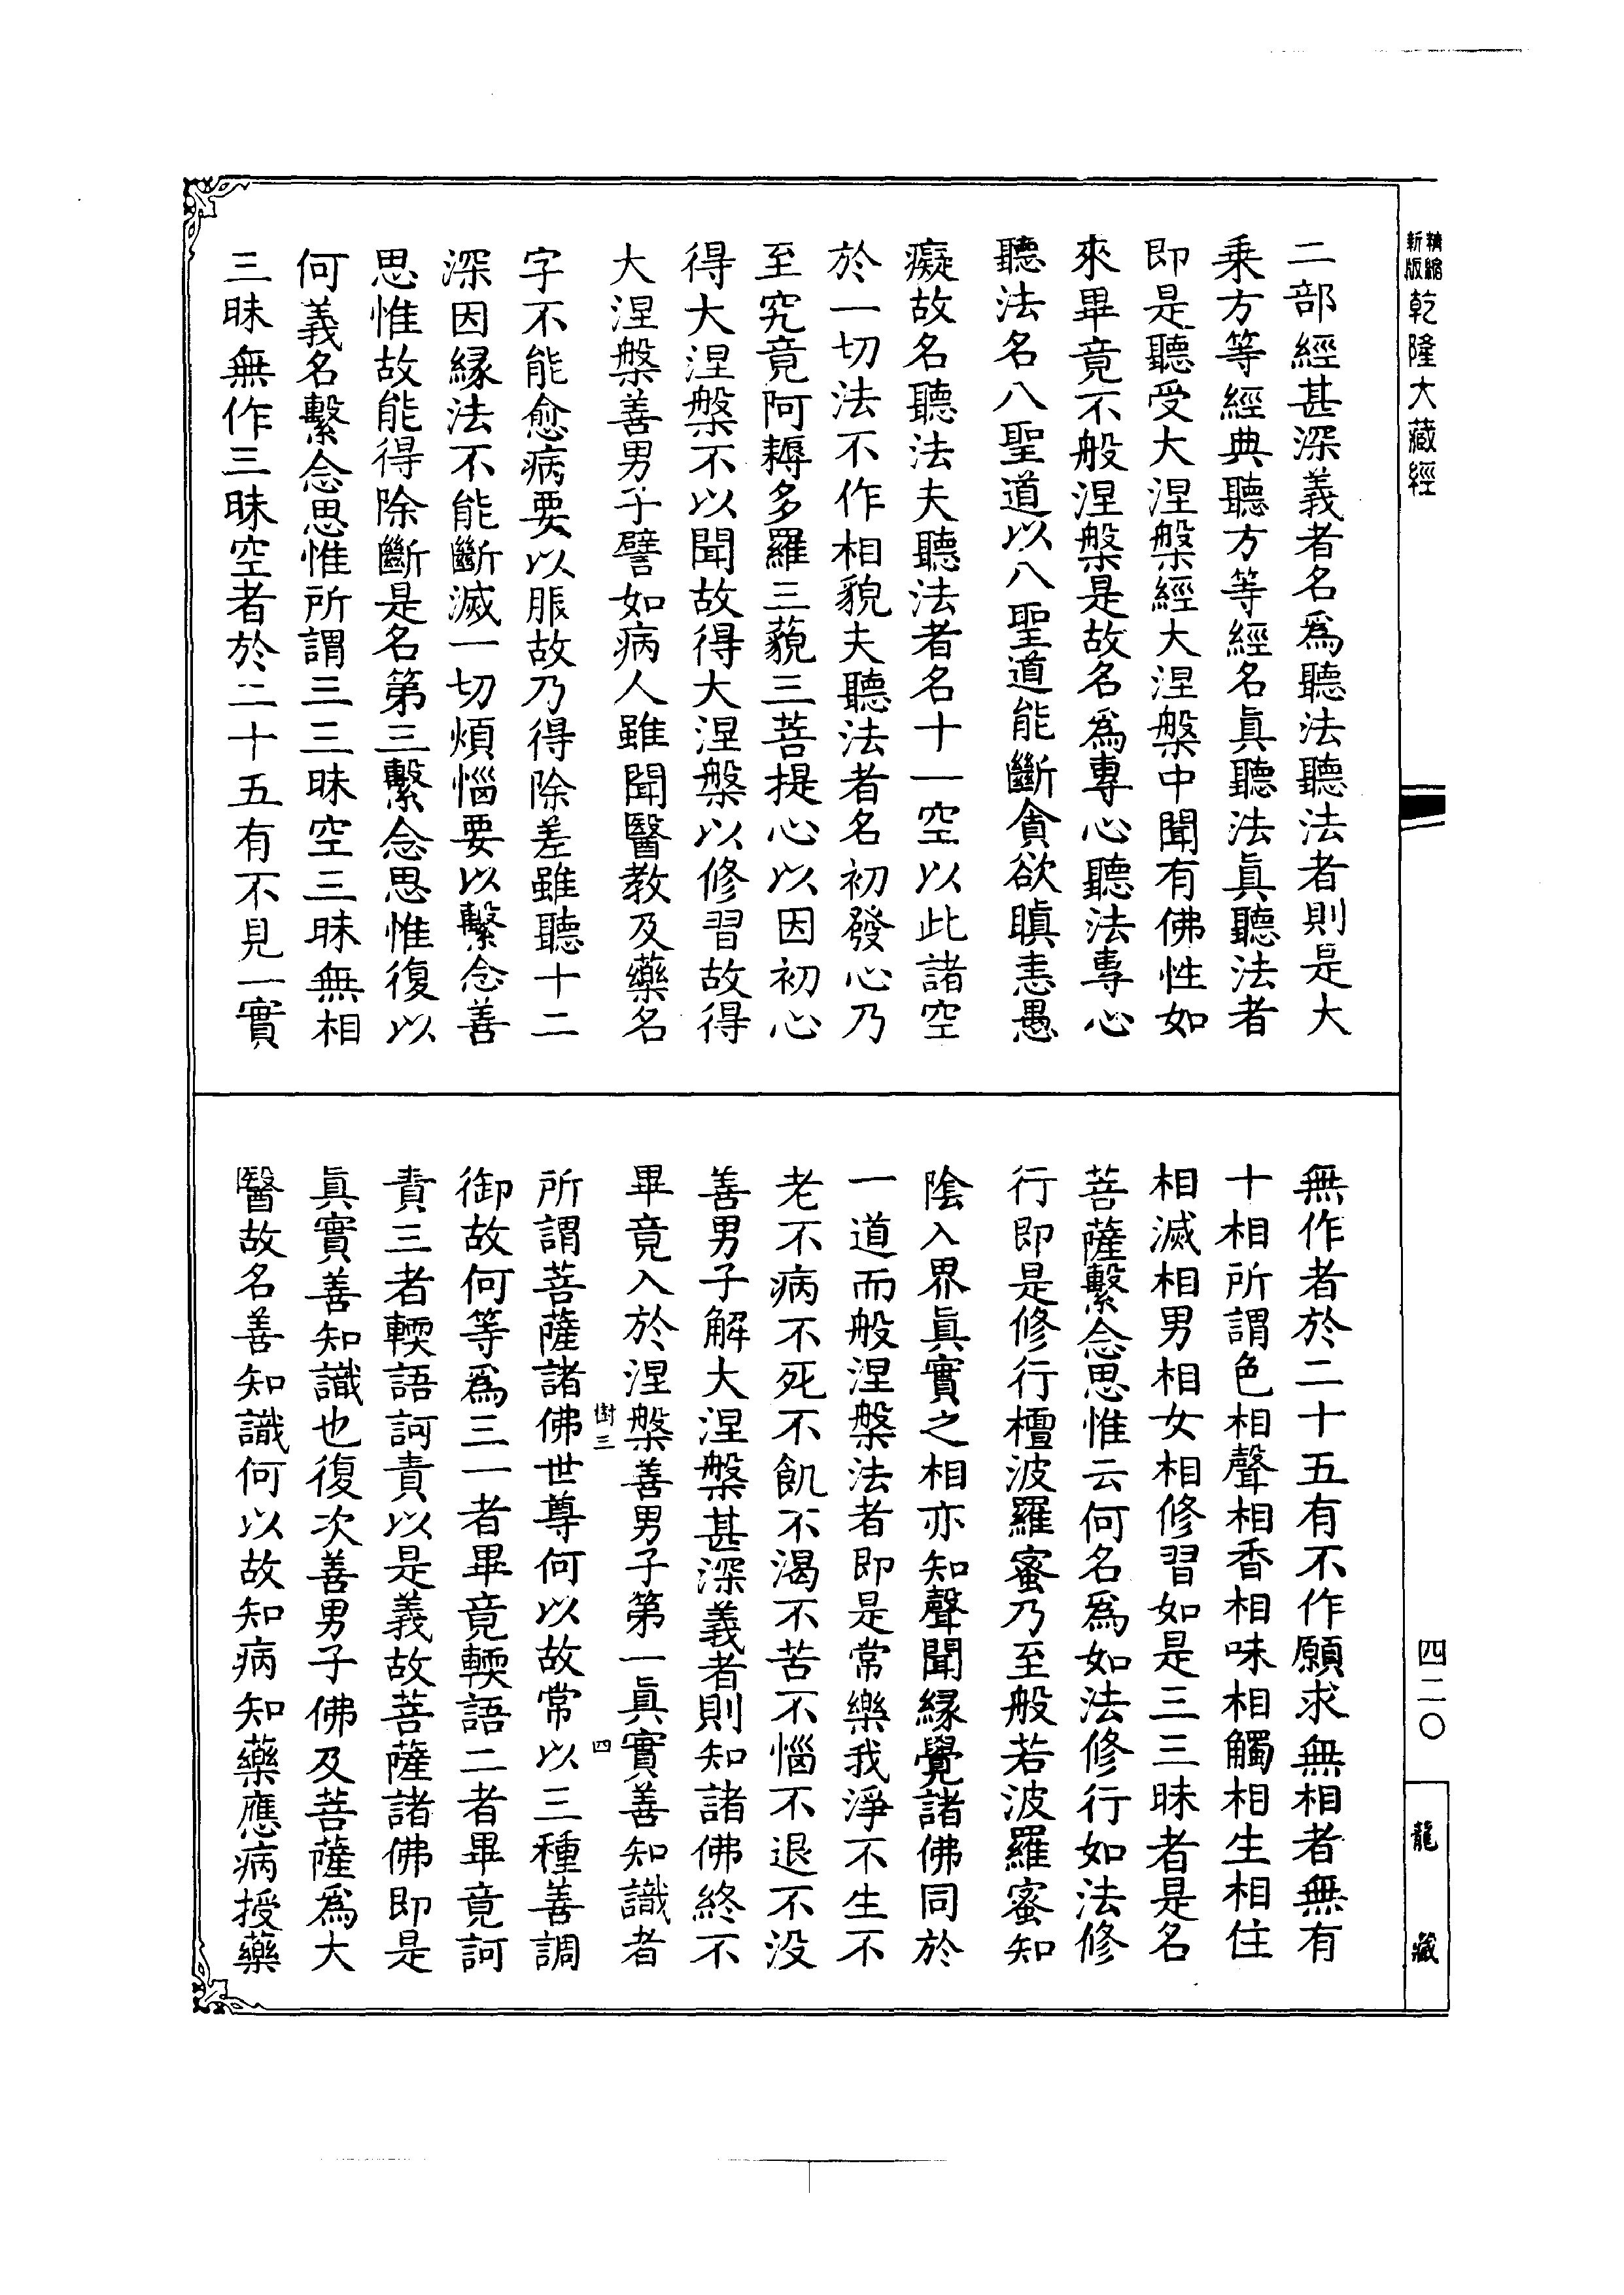 精縮新版乾隆大藏經
四二〇
龍藏
二部經甚深義者名爲聽法聽法者則是大
乗方等經典聽方等經名眞聽法眞聽法者
即是聽受大涅槃經大涅槃中聞有佛性如
來畢竟不般涅槃是故名爲專心聽法專心
聽法名八聖道以八聖道能斷貪欲瞋恚愚
癡故名聽法夫聽法者名十一空以此諸空
於一切法不作相貌夫聽法者名初發心乃
至究竟阿耨多羅三藐三菩提心以因初心
得大涅槃不以聞故得大涅槃以修習故得
大涅槃善男子譬如病人雖聞醫教及藥名
字不能愈病要以服故乃得除差雖聽十二
深因緣法不能斷滅一切煩惱要以繫念善
思惟故能得除斷是名第三繫念思惟復以
何義名繫念思惟所謂三三昧空三昧無相
三昧無作三昧空者於二十五有不見一實
無作者於二十五有不作願求無相者無有
十相所謂色相聲相香相味相觸相生相住
相滅相男相女相修習如是三三昧者是名
菩薩繫念思惟云何名爲如法修行如法修
行即是修行檀波羅蜜乃至般若波羅蜜知
陰入界眞實之相亦知聲聞緣覺諸佛同於
一道而般涅槃法者即是常樂我淨不生不
老不病不死不飢不渴不苦不惱不退不没
善男子解大涅槃甚深義者則知諸佛終不
畢竟入於涅槃善男子第一眞實善知識者
樹三
四
所謂菩薩諸佛世尊何以故常以三種善調
御故何等爲三一者畢竟輭語二者畢竟訶
責三者輭語訶責以是義故菩薩諸佛即是
眞實善知識也復次善男子佛及菩薩爲大
醫故名善知識何以故知病知藥應病授藥